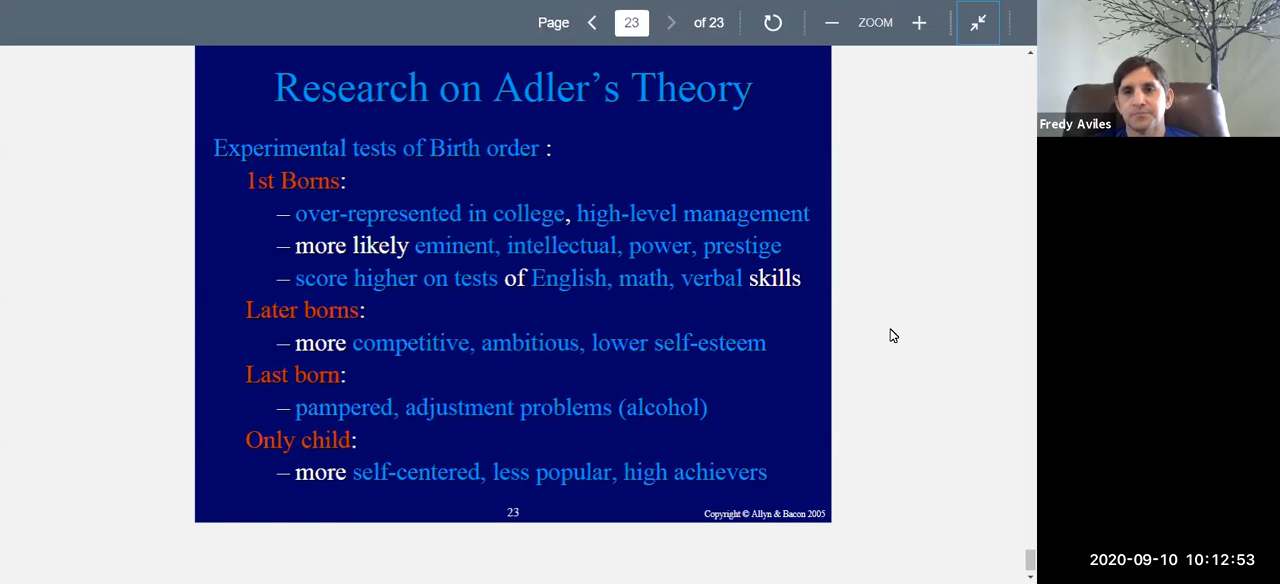 Page 23 of 23 ZOOM
Research on Adler's Theory
Experimental tests of Birth order :
1st Borns:
– over-represented in college, high-level management
– more likely eminent, intellectual, power, prestige
– score higher on tests of English, math, verbal skills
Later borns:
– more competitive, ambitious, lower self-esteem
Last born:
– pampered, adjustment problems (alcohol)
Only child:
– more self-centered, less popular, high achievers
23
Copyright © Allyn & Bacon 2005
Fredy Aviles
2020-09-10 10:12:53